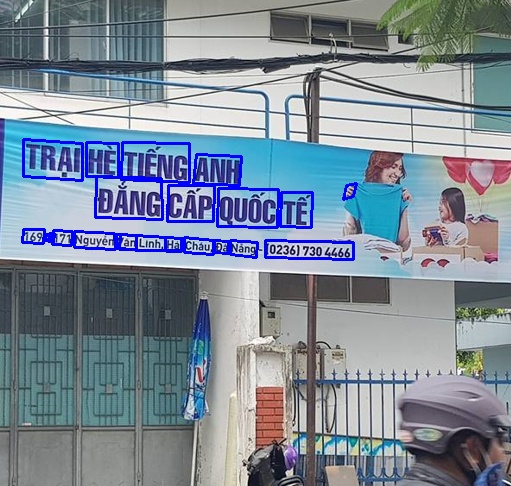 TRẠI HÈ TIẾNG ANH
ĐẲNG CẤP QUỐC TẾ
169 - 171 Nguyễn Văn Linh, Hải Châu, Đà Nẵng - (0236) 730 4466